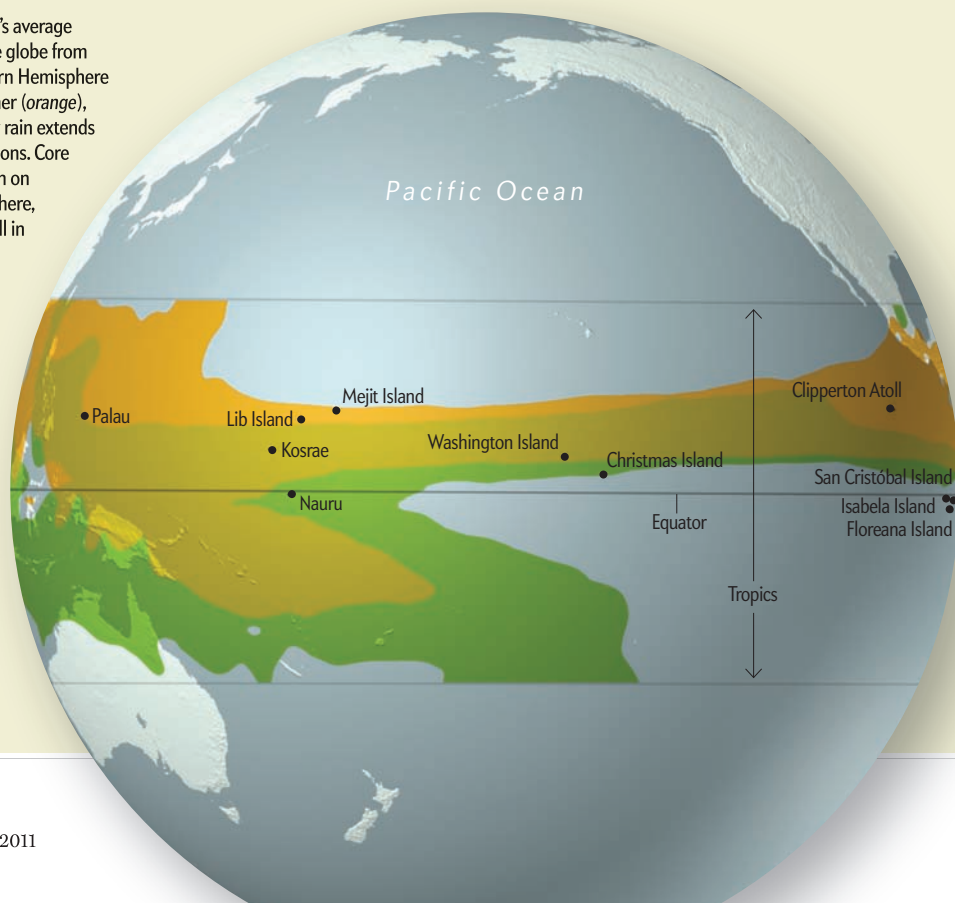 ’s average
e globe from
rn Hemisphere
ner (orange),
rain extends
ons. Core
n on
here,
ll in
Pacific Ocean
Mejit Island
Clipperton Atoll
Palau
Lib Island
Washington Island
Kosrae
Christmas Island
San Cristóbal Island
Nauru
Isabela Island
Equator
Floreana Island
Tropics
2011